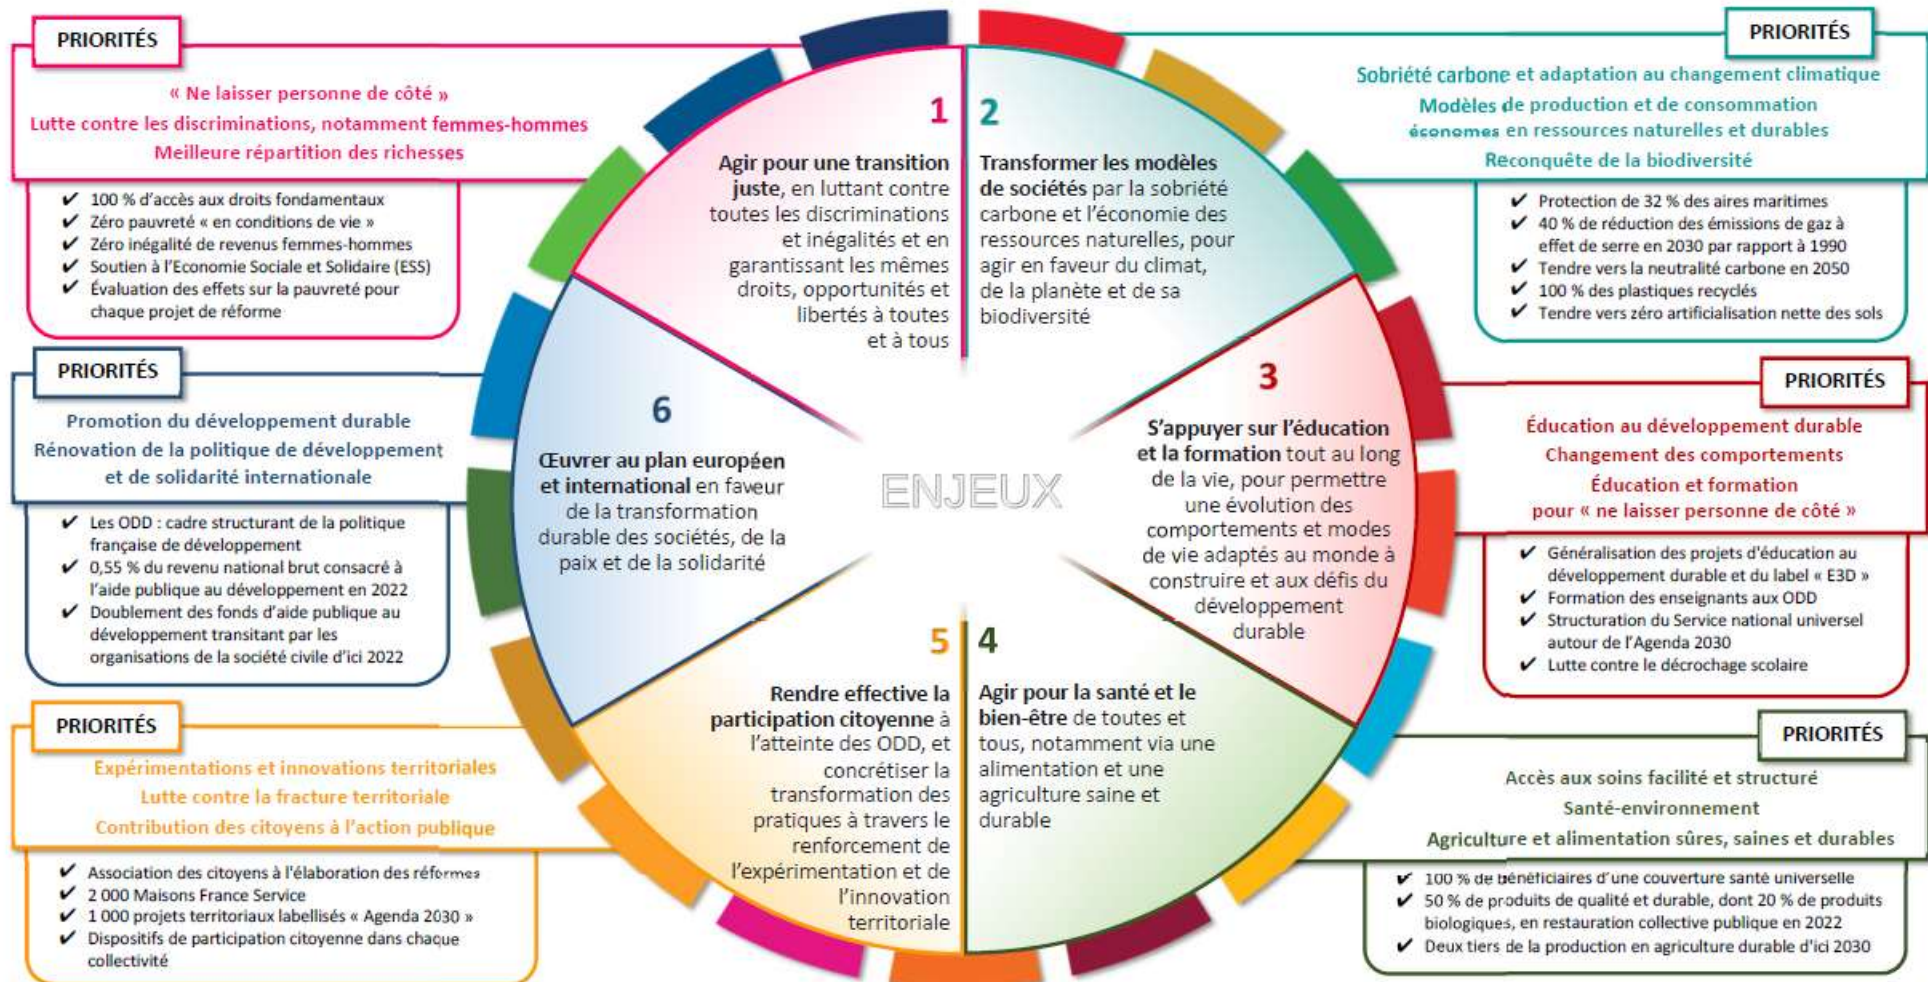 PRIORITÉS
« Ne laisser personne de côté »
Lutte contre les discriminations, notamment femmes-hommes
Meilleure répartition des richesses
✔ 100 % d'accès aux droits fondamentaux
✔ Zéro pauvreté « en conditions de vie »
✔ Zéro inégalité de revenus femmes-hommes
✔ Soutien à l'Economie Sociale et Solidaire (ESS)
✔ Évaluation des effets sur la pauvreté pour
chaque projet de réforme
1
Agir pour une transition
juste, en luttant contre
toutes les discriminations
et inégalités et en
garantissant les mêmes
droits, opportunités et
libertés à toutes
et à tous
2
Transformer les modèles
de sociétés par la sobriété
carbone et l'économie des
ressources naturelles, pour
agir en faveur du climat,
de la planète et de sa
biodiversité
PRIORITÉS
Sobriété carbone et adaptation au changement climatique
Modèles de production et de consommation
économes en ressources naturelles et durables
Reconquête de la biodiversité
✔ Protection de 32 % des aires maritimes
✔ 40 % de réduction des émissions de gaz à
effet de serre en 2030 par rapport à 1990
✔ Tendre vers la neutralité carbone en 2050
✔ 100 % des plastiques recyclés
✔ Tendre vers zéro artificialisation nette des sols
PRIORITÉS
Promotion du développement durable
Rénovation de la politique de développement
et de solidarité internationale
✔ Les ODD : cadre structurant de la politique
française de développement
✔ 0,55 % du revenu national brut consacré à
l'aide publique au développement en 2022
✔ Doublement des fonds d'aide publique au
développement transitant par les
organisations de la société civile d'ici 2022
6
Œuvrer au plan européen
et international en faveur
de la transformation
durable des sociétés, de la
paix et de la solidarité
ENJEUX
3
S'appuyer sur l'éducation
et la formation tout au long
de la vie, pour permettre
une évolution des
comportements et modes
de vie adaptés au monde à
construire et aux défis du
développement
durable
PRIORITÉS
Éducation au développement durable
Changement des comportements
Éducation et formation
pour « ne laisser personne de côté »
✔ Généralisation des projets d'éducation au
développement durable et du label « E3D »
✔ Formation des enseignants aux ODD
✔ Structuration du Service national universel
autour de l'Agenda 2030
✔ Lutte contre le décrochage scolaire
PRIORITÉS
Expérimentations et innovations territoriales
Lutte contre la fracture territoriale
Contribution des citoyens à l'action publique
✔ Association des citoyens à l'élaboration des réformes
✔ 2 000 Maisons France Service
✔ 1 000 projets territoriaux labellisés « Agenda 2030 »
✔ Dispositifs de participation citoyenne dans chaque
collectivité
5
Rendre effective la
participation citoyenne à
l'atteinte des ODD, et
concrétiser la
transformation des
pratiques à travers le
renforcement de
l'expérimentation et de
l'innovation
territoriale
4
Agir pour la santé et le
bien-être de toutes et
tous, notamment via une
alimentation et une
agriculture saine et
durable
PRIORITÉS
Accès aux soins facilité et structuré
Santé-environnement
Agriculture et alimentation sûres, saines et durables
✔ 100 % de bénéficiaires d'une couverture santé universelle
✔ 50 % de produits de qualité et durable, dont 20 % de produits
biologiques, en restauration collective publique en 2022
✔ Deux tiers de la production en agriculture durable d'ici 2030